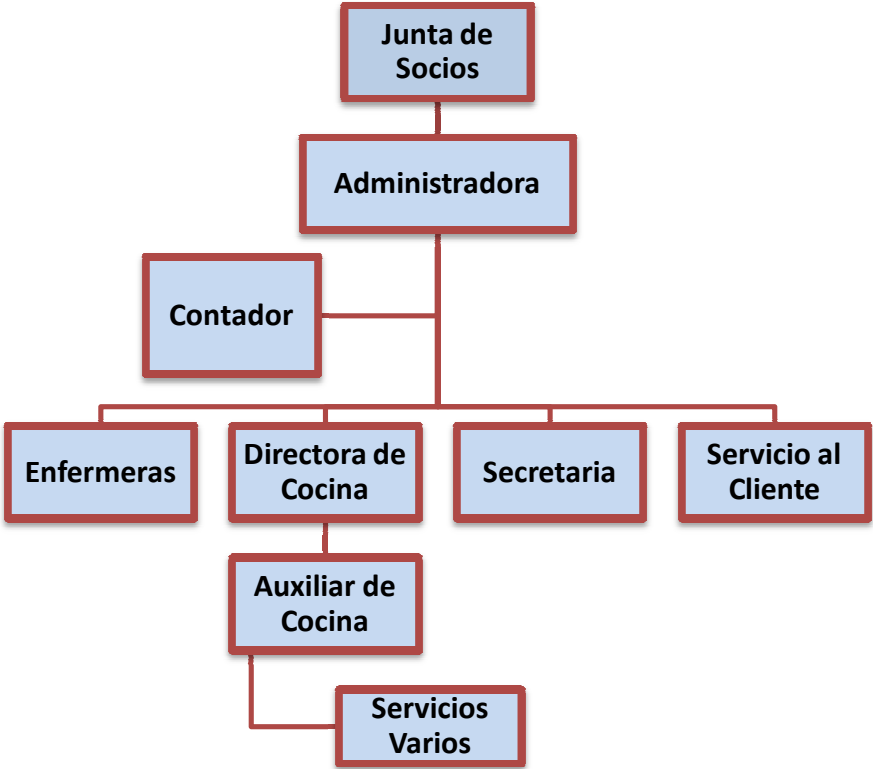 Junta de
Socios
Administradora
Contador
Enfermeras
Directora de
Cocina
Secretaria
Servicio al
Cliente
Auxiliar de
Cocina
Servicios
Varios